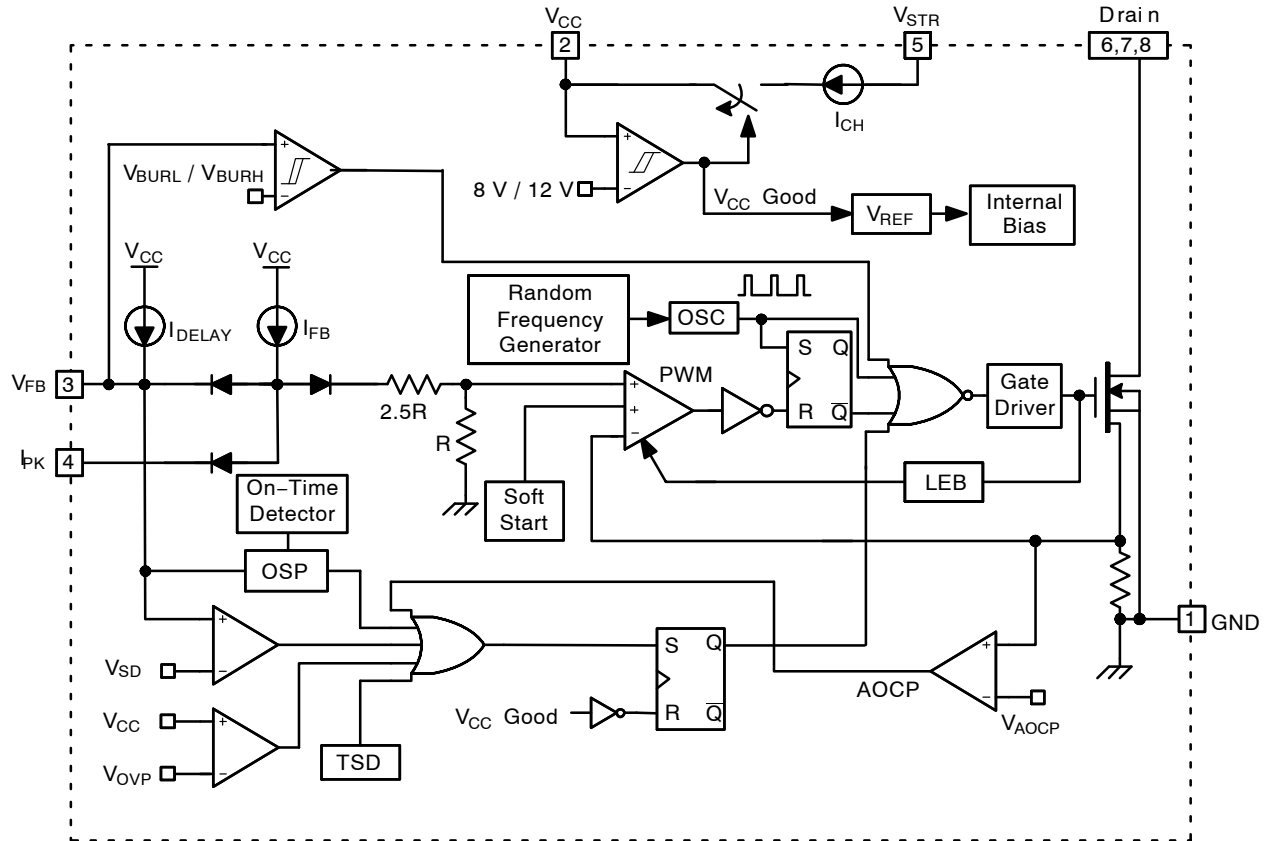 VCC
VSTR
Drain
2
5
6,7,8
ICH
+
−
VBURL / VBURH
+
−
8 V / 12 V
VCC Good
VREF
Internal
Bias
VCC
VCC
IDELAY
IFB
Random
Frequency
Generator
OSC
S
Q
R
Q
PWM
+
+
−
VFB
3
2.5R
R
Gate
Driver
IPK
4
LEB
On−Time
Detector
Soft
Start
OSP
+
−
VSD
S
Q
R
Q
VCC Good
AOCP
+
−
VAOCP
1
GND
VCC
+
−
VOVP
TSD